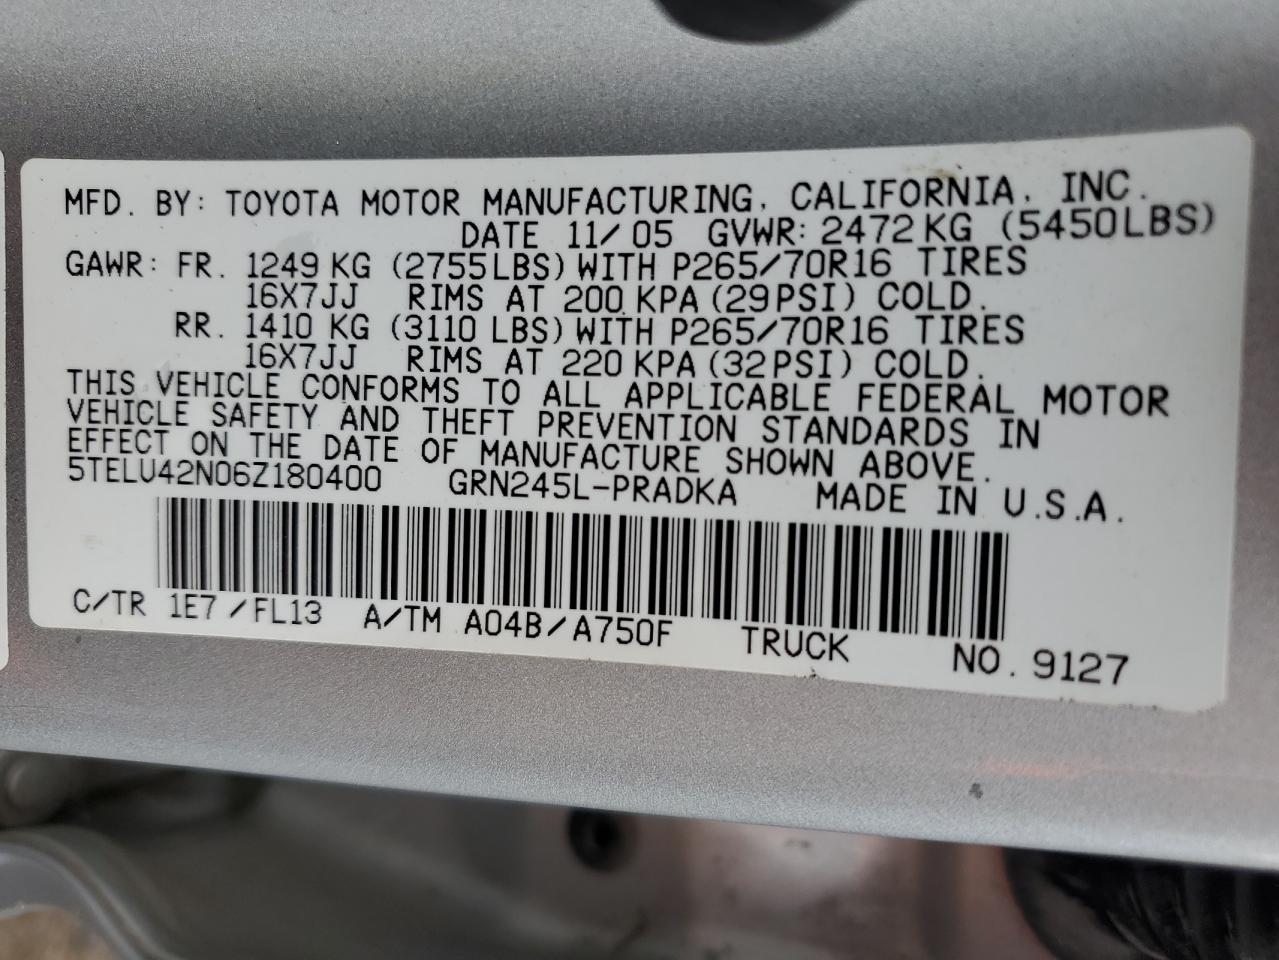 MFD. BY: TOYOTA MOTOR MANUFACTURING, CALIFORNIA, INC.
DATE 11/05 GVWR: 2472 KG (5450LBS)
GAWR: FR. 1249 KG (2755LBS) WITH P265/70R16 TIRES
16X7JJ RIMS AT 200 KPA (29PSI) COLD.
RR. 1410 KG (3110 LBS) WITH P265/70R16 TIRES
16X7JJ RIMS AT 220 KPA (32PSI) COLD.
THIS VEHICLE CONFORMS TO ALL APPLICABLE FEDERAL MOTOR
VEHICLE SAFETY AND THEFT PREVENTION STANDARDS IN
EFFECT ON THE DATE OF MANUFACTURE SHOWN ABOVE.
5TELU42N06Z180400 GRN245L-PRADKA MADE IN U.S.A.
C/TR 1E7 /FL13 A/TM A04B/A750F TRUCK NO. 9127